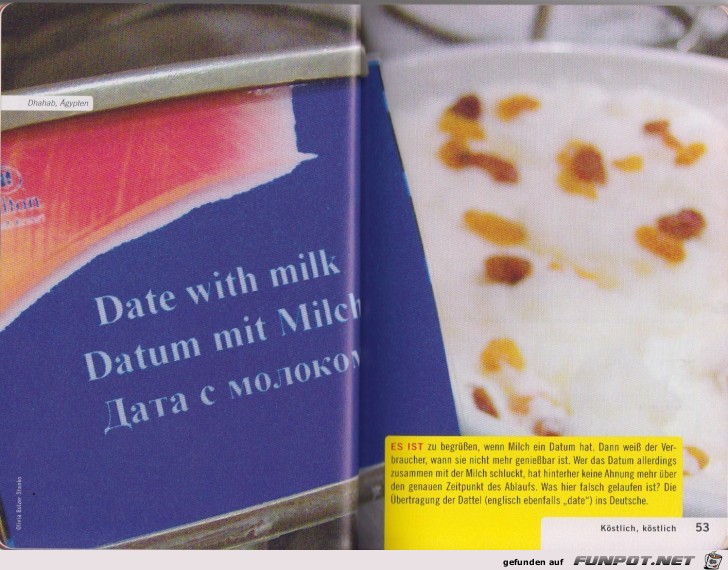 Dhahab, Ägypten
Date with milk
Datum mit Milch
Дата с молоком
ES IST zu begrüßen, wenn Milch ein Datum hat. Dann weiß der Ver-
braucher, wann sie nicht mehr genießbar ist. Wer das Datum allerdings
zusammen mit der Milch schluckt, hat hinterher keine Ahnung mehr über
den genauen Zeitpunkt des Ablaufs. Was hier falsch gelaufen ist? Die
Übertragung der Dattel (englisch ebenfalls „date") ins Deutsche.
Köstlich, köstlich 53
gefunden auf FUNPOT.NET